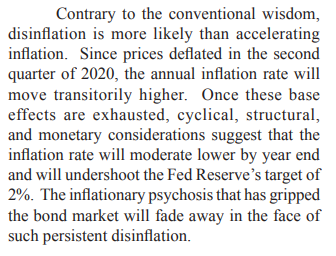 Contrary to the conventional wisdom,
disinflation is more likely than accelerating
inflation. Since prices deflated in the second
quarter of 2020, the annual inflation rate will
move transitorily higher. Once these base
effects are exhausted, cyclical, structural,
and monetary considerations suggest that the
inflation rate will moderate lower by year end
and will undershoot the Fed Reserve's target of
2%. The inflationary psychosis that has gripped
the bond market will fade away in the face of
such persistent disinflation.